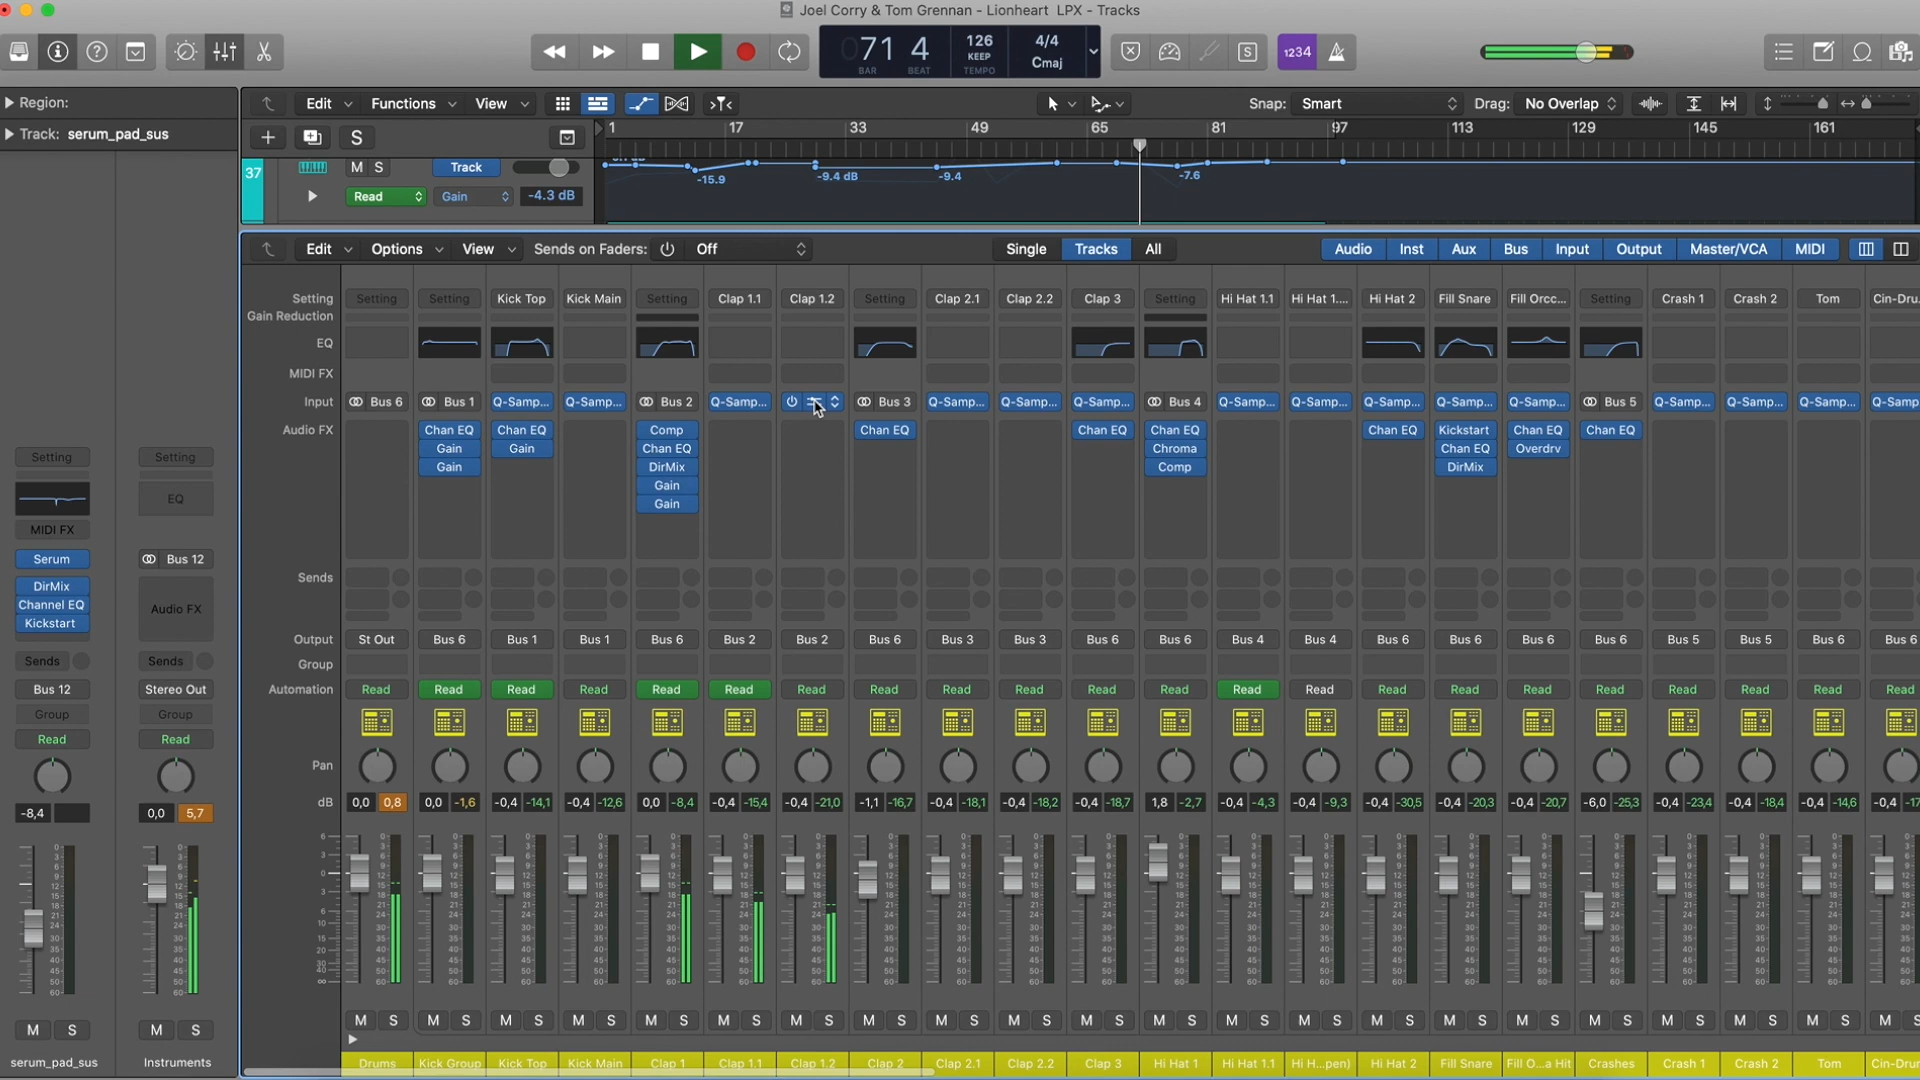 Joel Corry & Tom Grennan - Lionheart LPX - Tracks
71 4 126 4/4
KEEP Cmaj
BAR BEAT TEMPO
1234
Region: Edit Functions View Snap: Smart Drag: No Overlap
Track: serum_pad_sus
S 1 17 33 49 65 81 97 113 129 145 161
37 M S Track
Read Gain -4.3 dB
-15.9 -9.4 dB -9.4 -7.6
Edit Options View Sends on Faders: Off Single Tracks All Audio Inst Aux Bus Input Output Master/VCA MIDI
Setting Setting Setting Kick Top Kick Main Setting Clap 1.1 Clap 1.2 Setting Clap 2.1 Clap 2.2 Clap 3 Setting Hi Hat 1.1 Hi Hat 1.... Hi Hat 2 Fill Snare Fill Orcc... Setting Crash 1 Crash 2 Tom Cin-Dru.
Gain Reduction
EQ
MIDI FX
Input Bus 6 Bus 1 Q-Samp... Q-Samp... Bus 2 Q-Samp... Bus 3 Q-Samp... Q-Samp... Q-Samp... Bus 4 Q-Samp... Q-Samp... Q-Samp... Q-Samp... Q-Samp... Bus 5 Q-Samp... Q-Samp... Q-Samp... Q-Samp
Audio FX Chan EQ Chan EQ Comp Chan EQ Chan EQ Chan EQ Chan EQ Kickstart Chan EQ Chan EQ
Gain Gain Chan EQ Chroma Chan EQ Overdrv
Gain DirMix Comp DirMix
Gain
Gain
Setting Setting
EQ
MIDI FX
Serum Bus 12
DirMix
Channel EQ Audio FX
Kickstart
Sends
Output St Out Bus 6 Bus 1 Bus 1 Bus 6 Bus 2 Bus 2 Bus 6 Bus 3 Bus 3 Bus 6 Bus 6 Bus 4 Bus 4 Bus 6 Bus 6 Bus 6 Bus 6 Bus 5 Bus 5 Bus 6 Bus 6
Sends Sends Group
Bus 12 Stereo Out Automation Read Read Read Read Read Read Read Read Read Read Read Read Read Read Read Read Read Read Read Read Read Read
Group Group
Read Read
Pan
-8,4 0,0 5,7 dB 0,0 0,8 0,0 -1,6 -0,4 -14,1 -0,4 -12,6 0,0 -8,4 -0,4 -15,4 -0,4 -21,0 -1,1 -16,7 -0,4 -18,1 -0,4 -18,2 -0,4 -18,7 1,8 -2,7 -0,4 -4,3 -0,4 -9,3 -0,4 -30,5 -0,4 -20,3 -0,4 -20,7 -6,0 -25,3 -0,4 -23,4 -0,4 -18,4 -0,4 -14,6 -0,4
M S M S M S M S M S M S M S M S M S M S M S M S M S M S M S M S M S M S M S M S M S M S M S M
serum_pad_sus Instruments Drums Kick Group Kick Top Kick Main Clap 1 Clap 1.1 Clap 1.2 Clap 2 Clap 2.1 Clap 2.2 Clap 3 Hi Hat 1 Hi Hat 1.1 Hi H...pen) Hi Hat 2 Fill Snare Fill O...a Hit Crashes Crash 1 Crash 2 Tom Cin-Drur